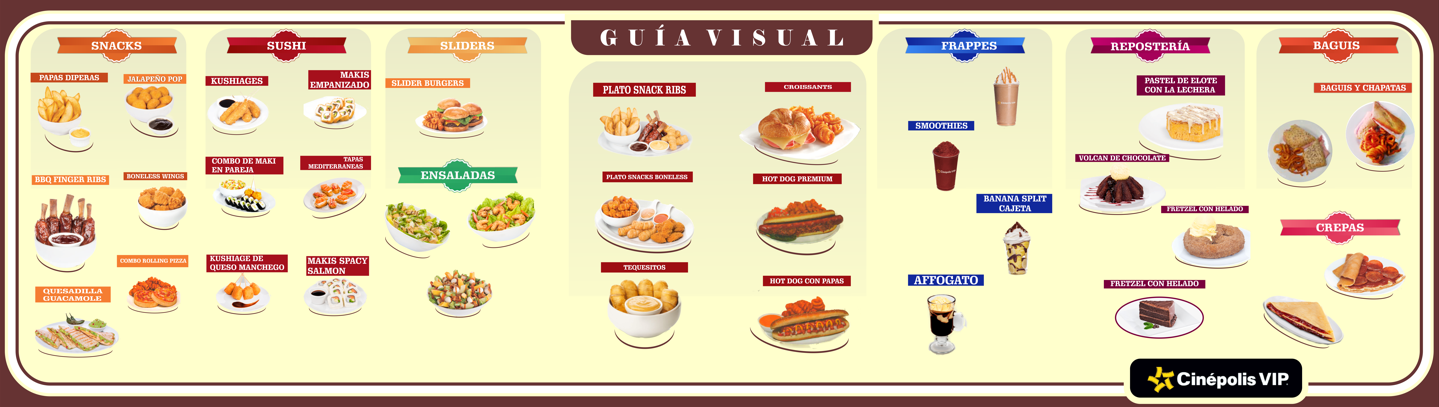 GUÍA VISUAL
SNACKS
PAPAS DIPERAS
JALAPEÑO POP
BBQ FINGER RIBS
BONELESS WINGS
COMBO ROLLING PIZZA
QUESADILLA
GUACAMOLE
SUSHI
KUSHIAGES
MAKIS
EMPANIZADO
COMBO DE MAKI
EN PAREJA
TAPAS
MEDITERRANEAS
KUSHIAGE DE
QUESO MANCHEGO
MAKIS SPACY
SALMON
SLIDERS
SLIDER BURGERS
ENSALADAS
PLATO SNACK RIBS
CROISSANTS
PLATO SNACKS BONELESS
HOT DOG PREMIUM
TEQUESITOS
HOT DOG CON PAPAS
FRAPPES
SMOOTHIES
BANANA SPLIT
CAJETA
AFFOGATO
REPOSTERÍA
PASTEL DE ELOTE
CON LA LECHERA
VOLCAN DE CHOCOLATE
FRETZEL CON HELADO
FRETZEL CON HELADO
BAGUIS
BAGUIS Y CHAPATAS
CREPAS
Cinépolis VIP